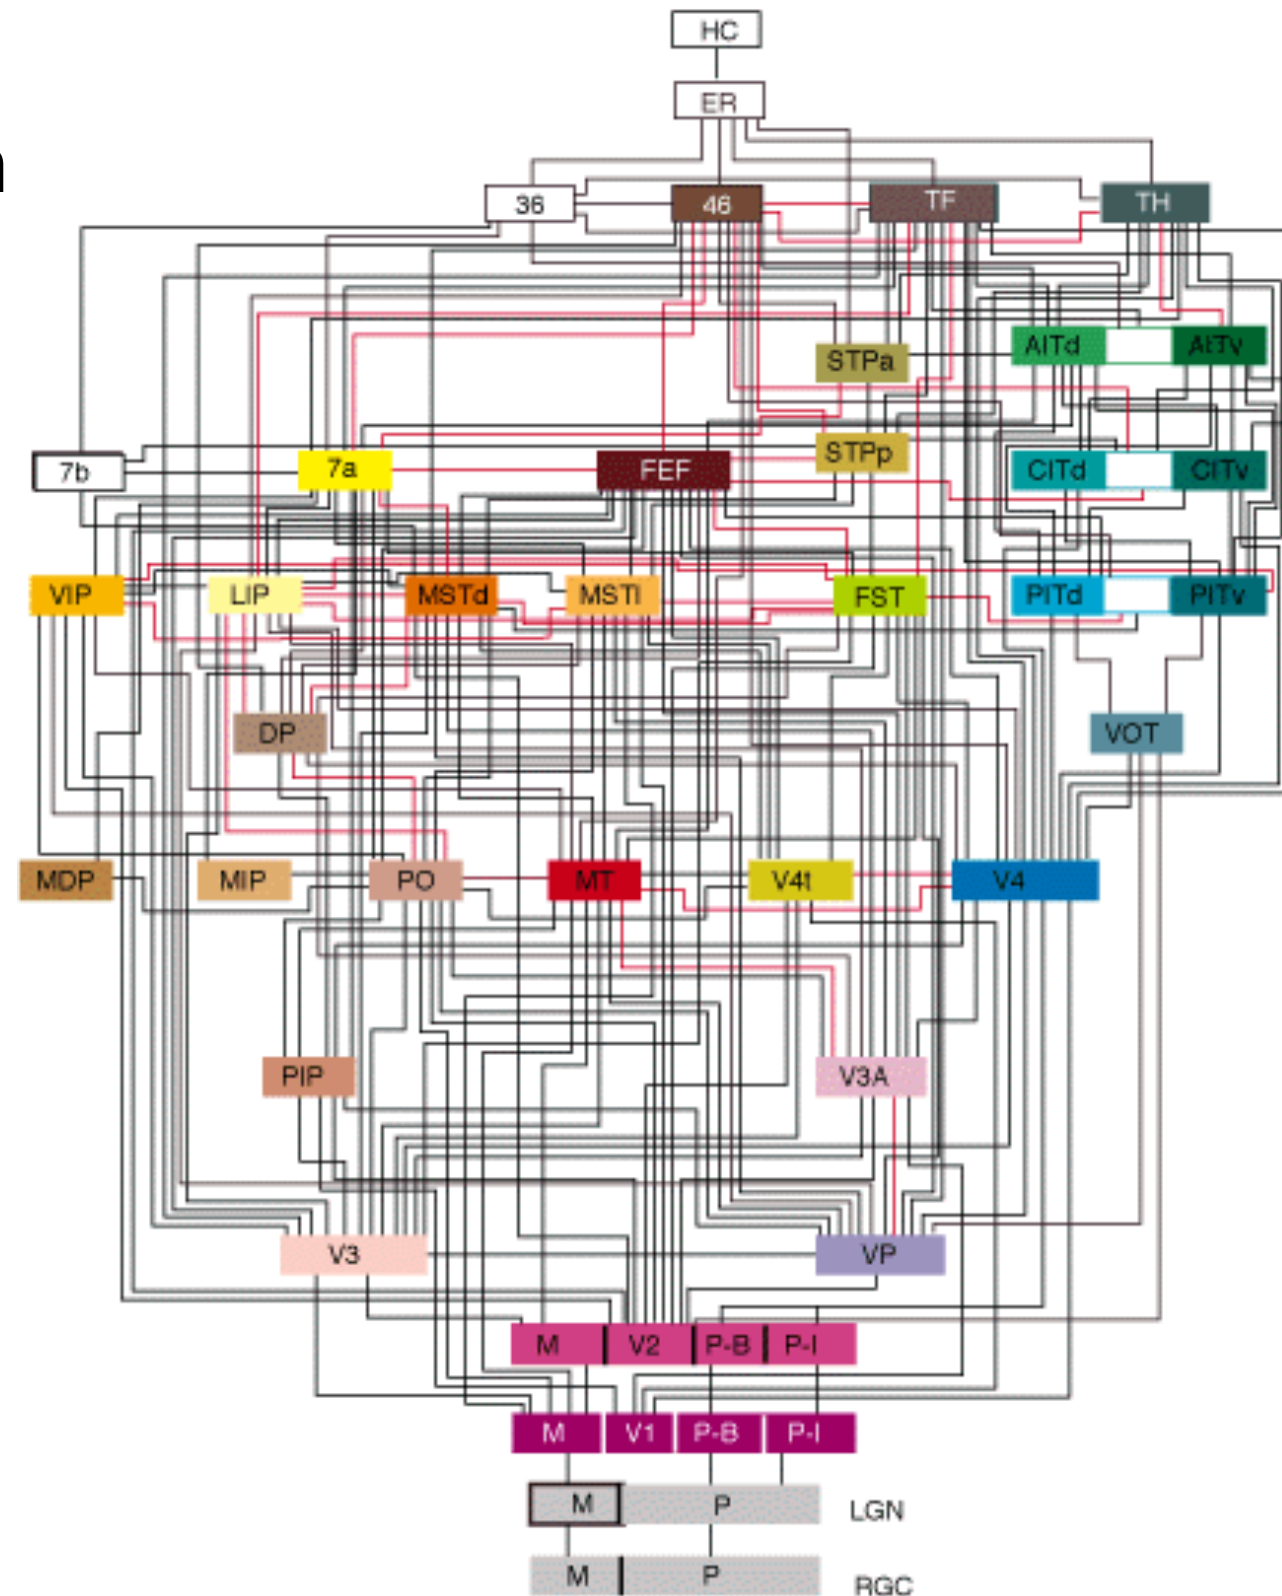 HC
ER
n
36 46 TF TH
STPa AITd AITv
7b 7a FEF STPp CITd CITv
VIP LIP MSTd MSTl FST PITd PITv
DP VOT
MDP MIP PO MT V4t V4
PIP V3A
V3 VP
M V2 P-B P-I
M V1 P-B P-I
M P LGN
M P RGC